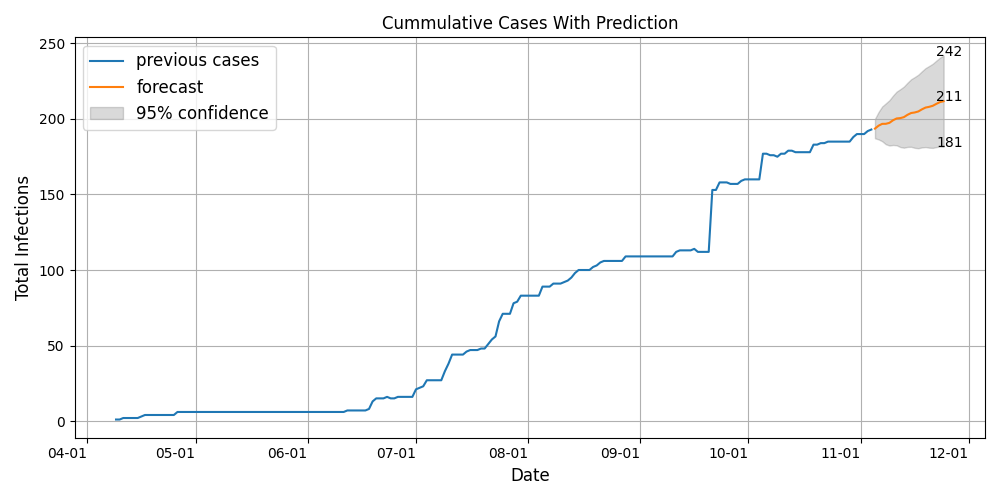 Cummulative Cases With Prediction
previous cases
forecast
95% confidence
242
211
181
250
200
150
100
50
0
Total Infections
04-01 05-01 06-01 07-01 08-01 09-01 10-01 11-01 12-01
Date